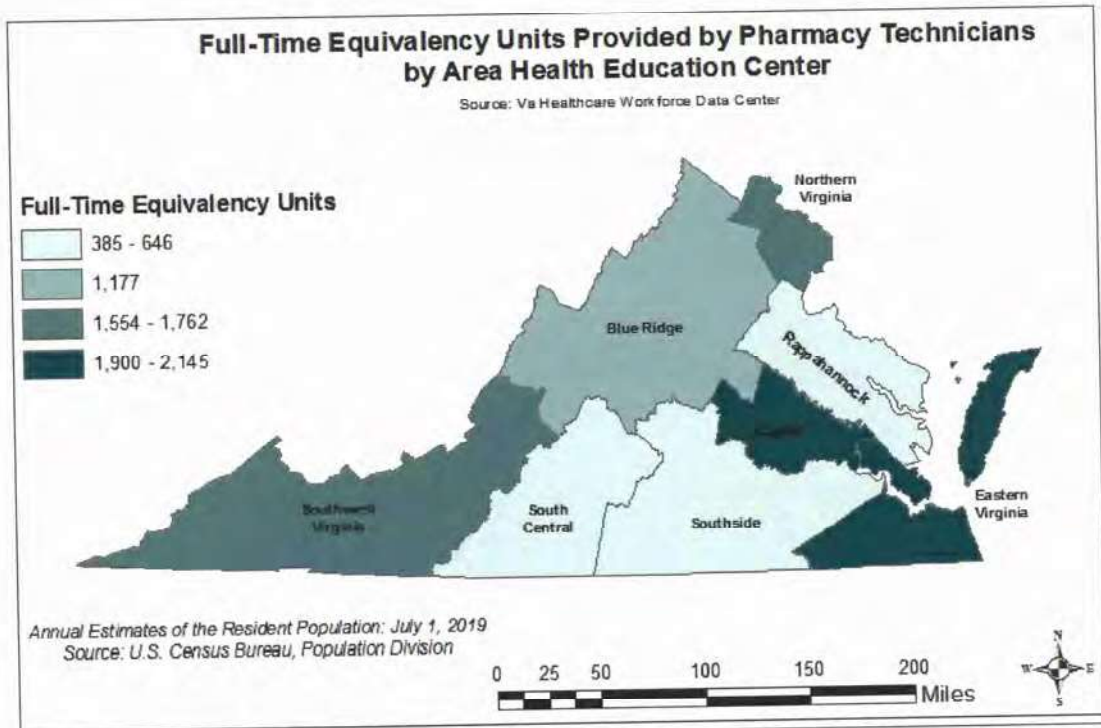 Full-Time Equivalency Units Provided by Pharmacy Technicians
by Area Health Education Center
Source: Va Healthcare Workforce Data Center
Full-Time Equivalency Units
385 - 646
1,177
1,554 - 1,762
1,900 - 2,145
Northern
Virginia
Blue Ridge
Rappahannock
Capital
Eastern
Virginia
Southwest
Virginia
South
Central
Southside
Annual Estimates of the Resident Population: July 1, 2019
Source: U.S. Census Bureau, Population Division
0 25 50 100 150 200
Miles
N
W E
S